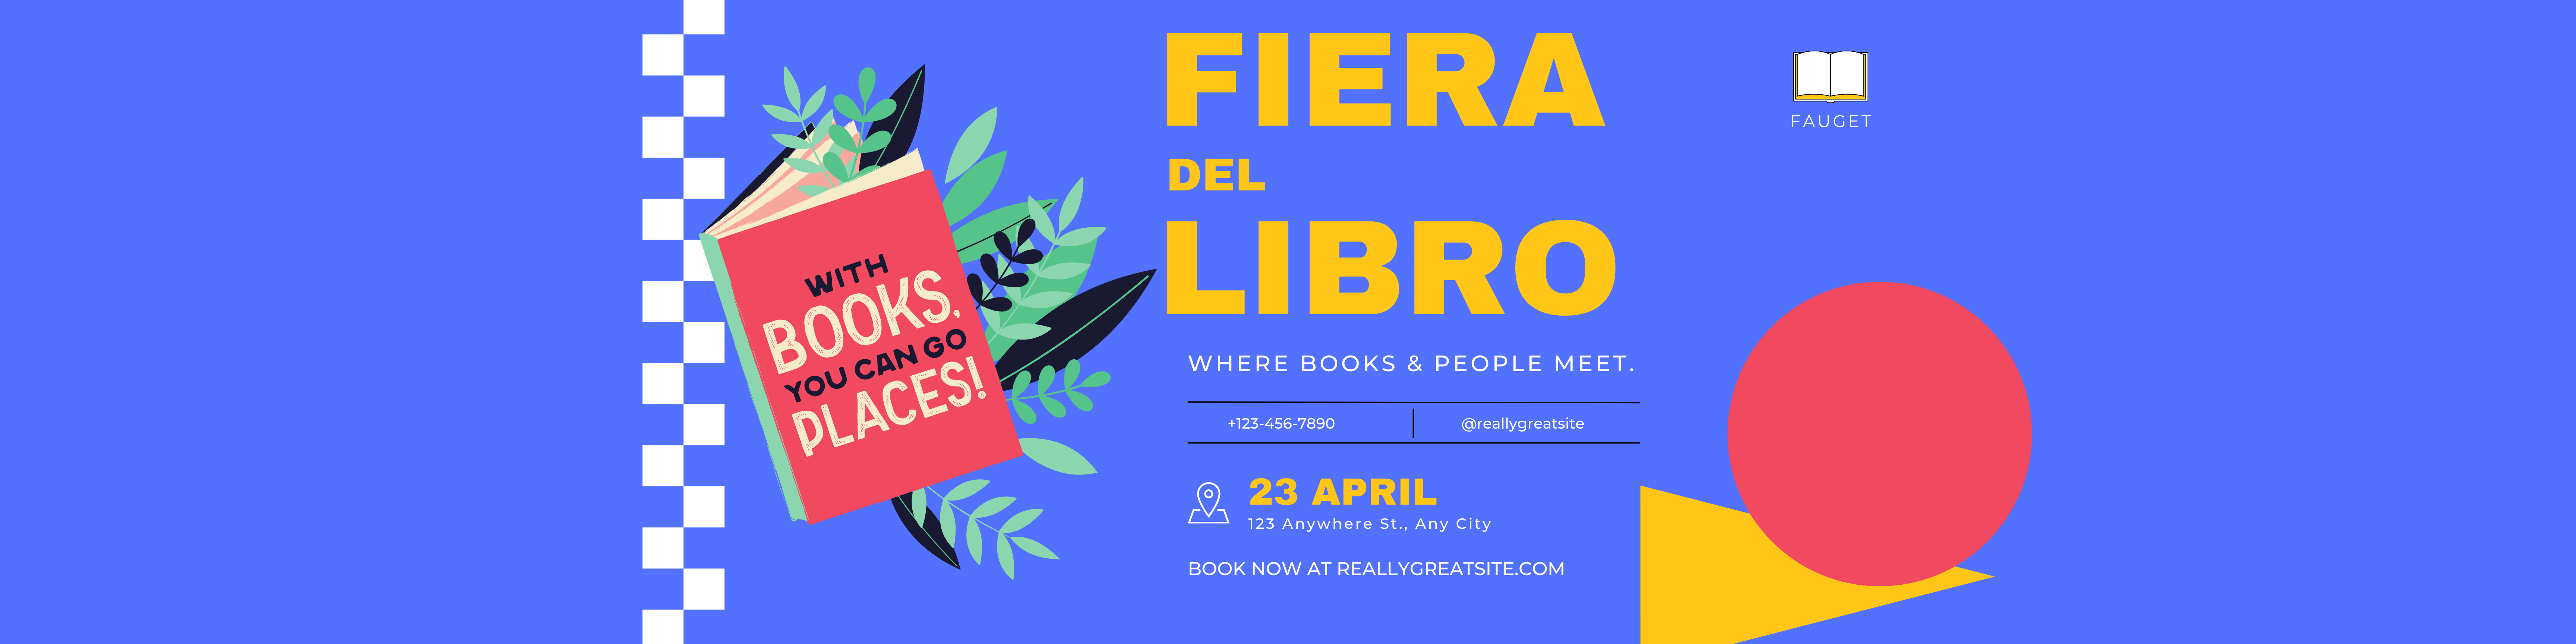 WITH
BOOKS,
YOU CAN GO
PLACES!
FIERA
DEL
LIBRO
WHERE BOOKS & PEOPLE MEET.
+123-456-7890
@reallygreatsite
23 APRIL
123 Anywhere St., Any City
BOOK NOW AT REALLYGREATSITE.COM
FAUGET